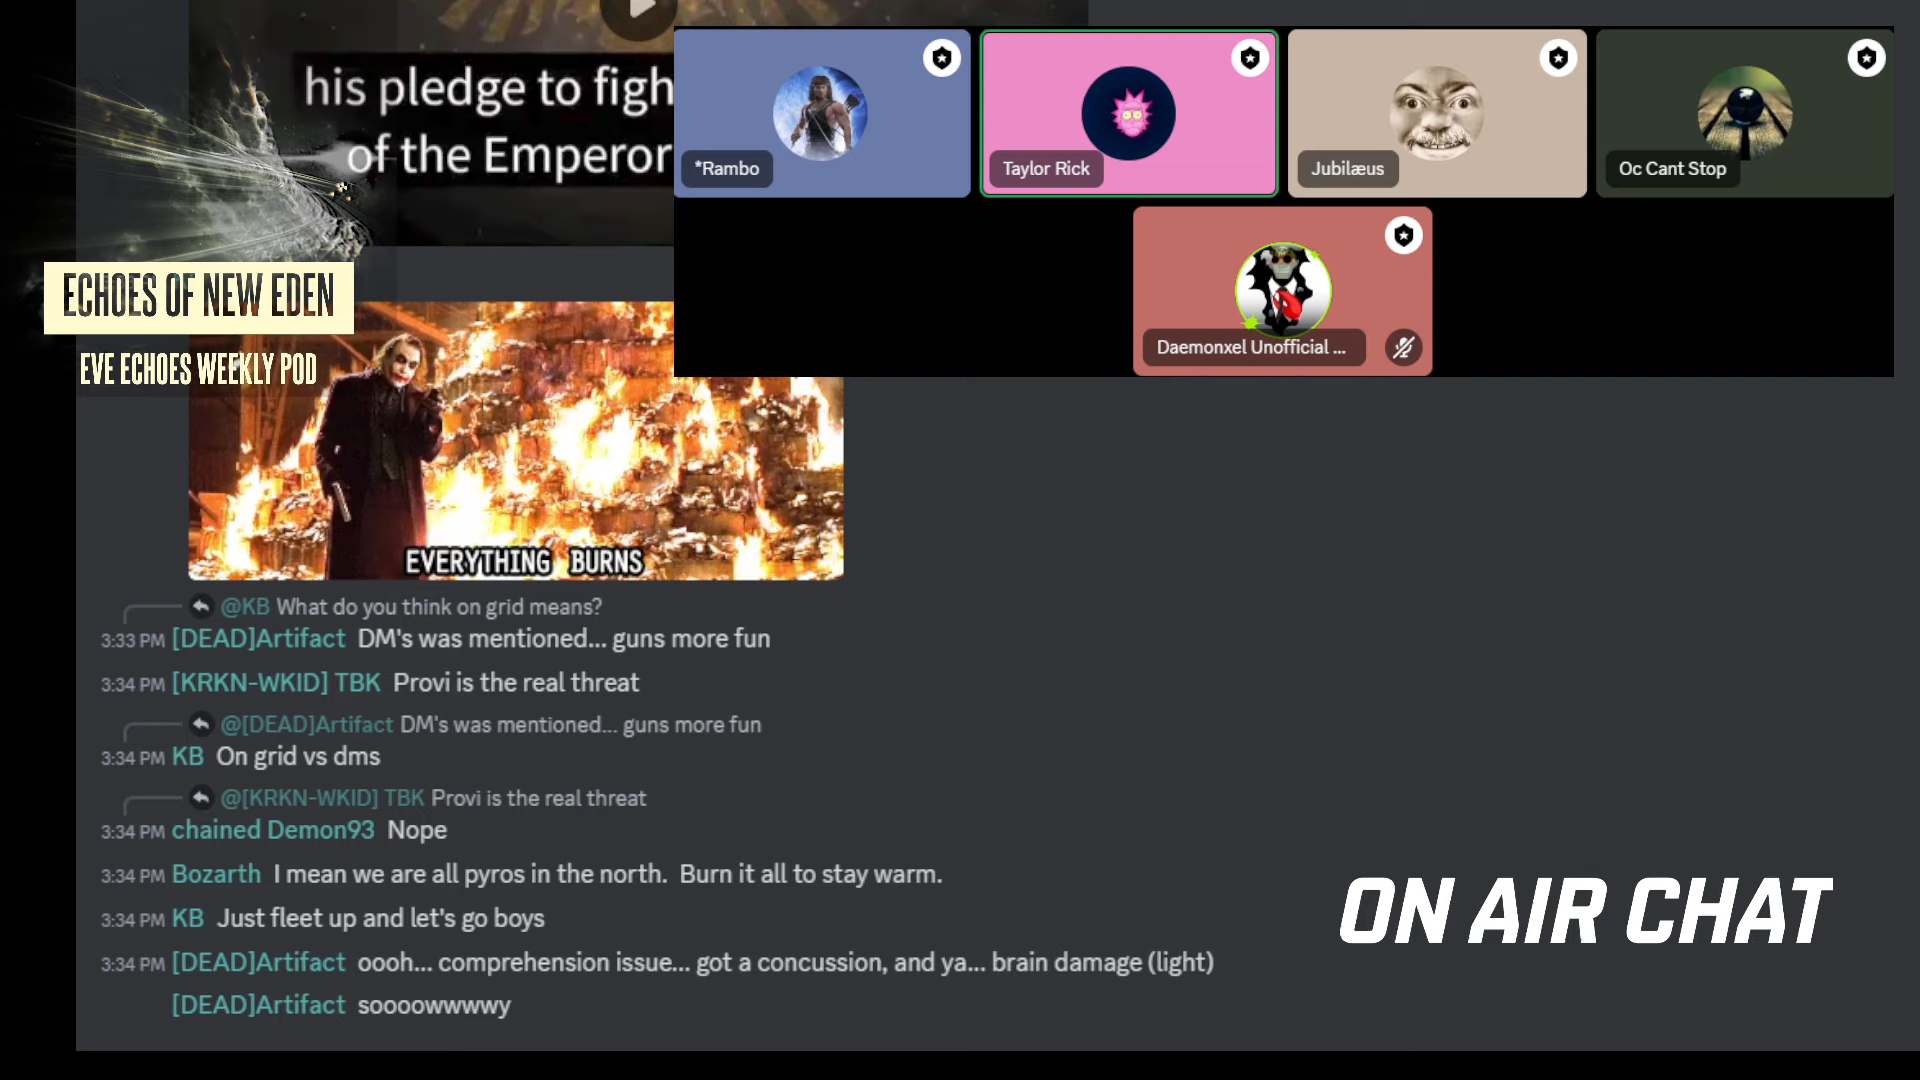 his pledge to figh
of the Emperor
*Rambo
Taylor Rick
Jubilæus
Oc Cant Stop
Daemonxel Unofficial ...
ECHOES OF NEW EDEN
EVE ECHOES WEEKLY POD
EVERYTHING BURNS
@KB What do you think on grid means?
3:33 PM [DEAD]Artifact DM's was mentioned... guns more fun
3:34 PM [KRKN-WKID] TBK Provi is the real threat
@[DEAD]Artifact DM's was mentioned... guns more fun
3:34 PM KB On grid vs dms
@[KRKN-WKID] TBK Provi is the real threat
3:34 PM chained Demon93 Nope
3:34 PM Bozarth I mean we are all pyros in the north. Burn it all to stay warm.
3:34 PM KB Just fleet up and let's go boys
3:34 PM [DEAD]Artifact oooh... comprehension issue... got a concussion, and ya... brain damage (light)
[DEAD]Artifact soooowwwwy
ON AIR CHAT